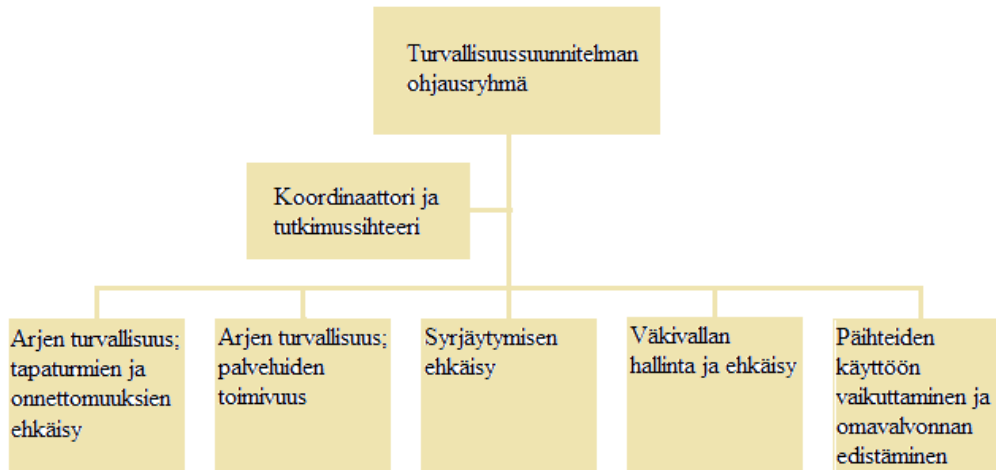 Turvallisuussuunnitelman
ohjausryhmä
Koordinaattori ja
tutkimussihteeri
Arjen turvallisuus;
tapaturmien ja
onnettomuuksien
ehkäisy
Arjen turvallisuus;
palveluiden
toimivuus
Syrjäytymisen
ehkäisy
Väkivallan
hallinta ja ehkäisy
Päihteiden
käyttöön
vaikuttaminen ja
omavalvonnan
edistäminen